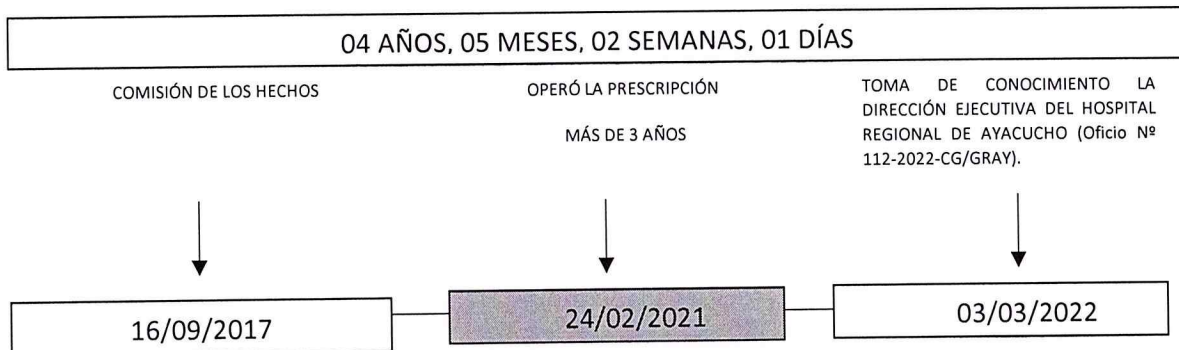 04 AÑOS, 05 MESES, 02 SEMANAS, 01 DÍAS
COMISIÓN DE LOS HECHOS
OPERÓ LA PRESCRIPCIÓN
MÁS DE 3 AÑOS
TOMA DE CONOCIMIENTO LA
DIRECCIÓN EJECUTIVA DEL HOSPITAL
REGIONAL DE AYACUCHO (Oficio Nº
112-2022-CG/GRAY).
16/09/2017
24/02/2021
03/03/2022